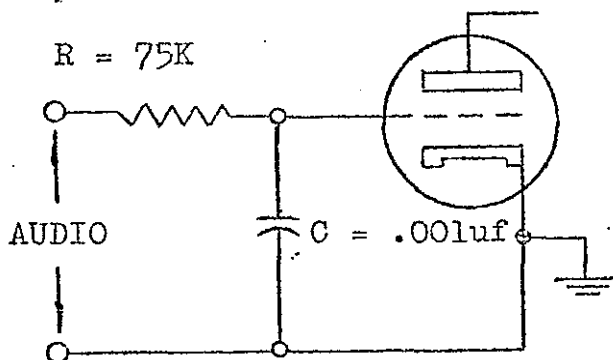 R = 75K
AUDIO
C = .001uf